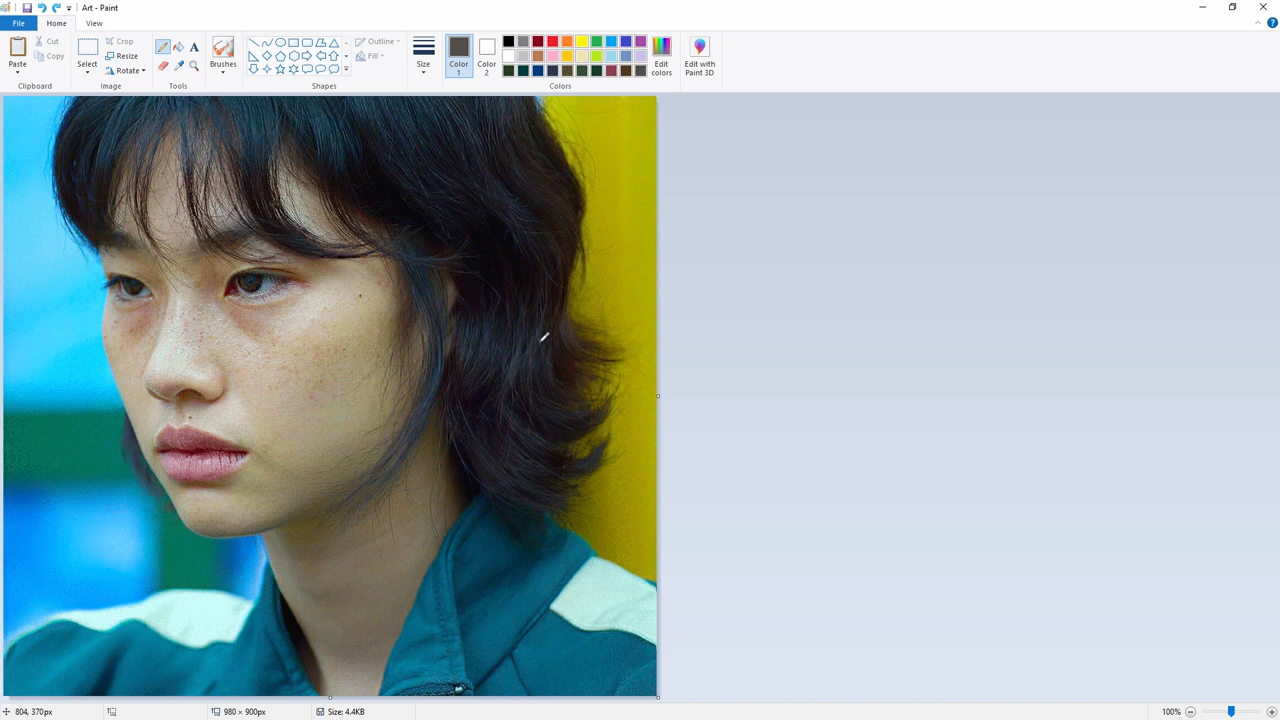 Art - Paint
File Home View
Paste Cut Copy Clipboard
Select Crop Resize Rotate Image
Tools
Brushes
Outline Fill Shapes
Size
Color 1 Color 2 Edit colors Colors
Edit with Paint 3D
804, 370px 980 × 900px Size: 4.4KB 100%